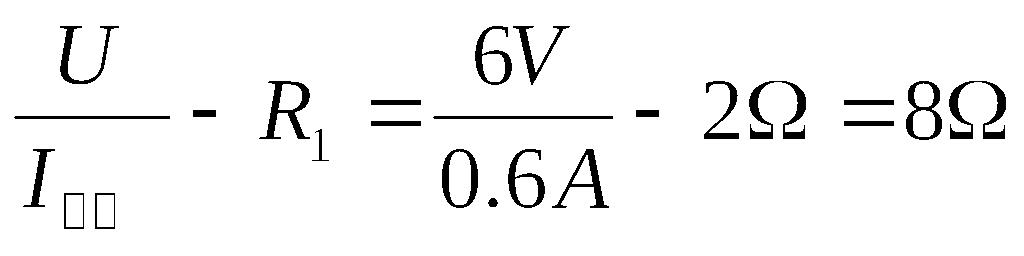 U/I▯▯ - R₁ = 6V/0.6A - 2Ω = 8Ω